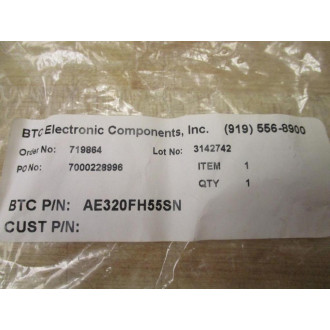 BTC Electronic Components, Inc. (919) 556-8900
Order No: 719864 Lot No: 3142742
PO No: 7000228996 ITEM 1
QTY 1
BTC P/N: AE320FH55SN
CUST P/N: